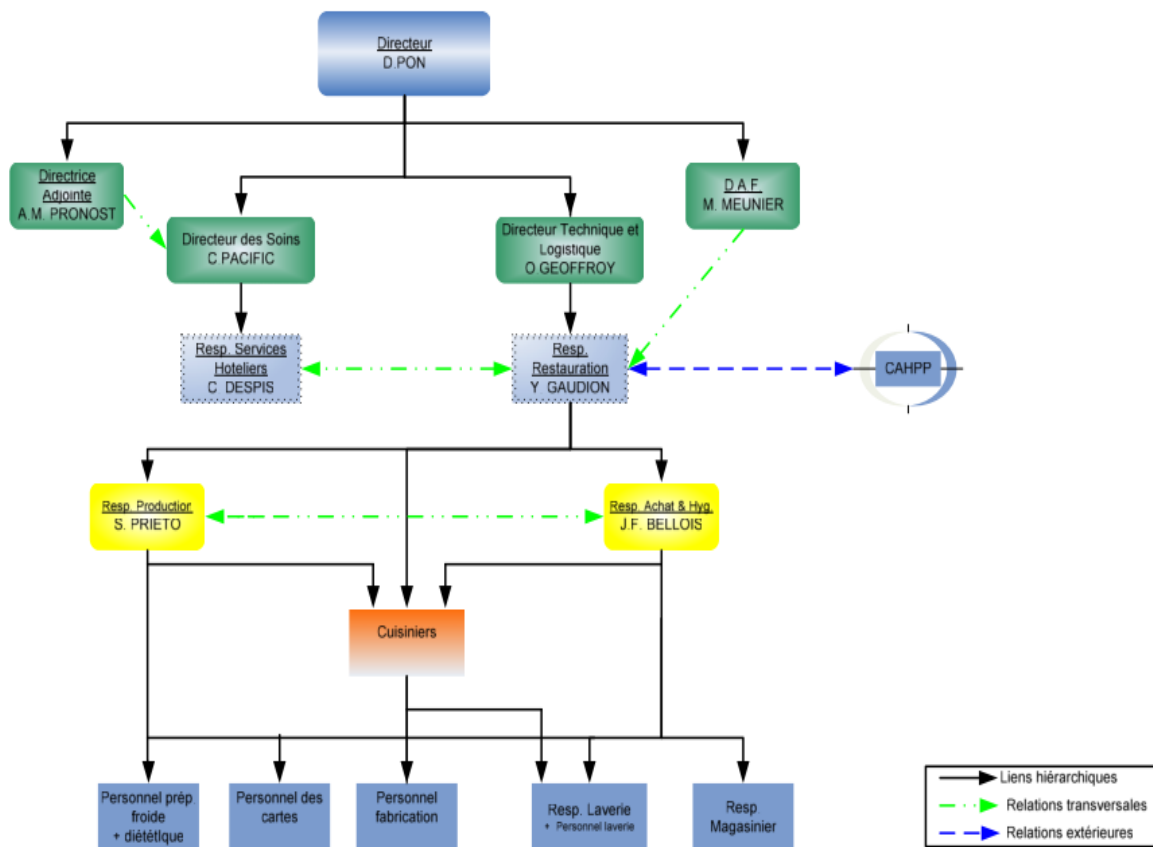 Directeur
D.PON
Directrice
Adjointe
A.M. PRONOST
D.A.F.
M. MEUNIER
Directeur des Soins
C PACIFIC
Directeur Technique et
Logistique
O GEOFFROY
Resp. Services
Hoteliers
C DESPIS
Resp.
Restauration
Y GAUDION
CAHPP
Resp. Production
S. PRIETO
Resp. Achat & Hyg.
J.F. BELLOIS
Cuisiniers
Personnel prép.
froide
+ diététIque
Personnel des
cartes
Personnel
fabrication
Resp. Laverie
+ Personnel laverie
Resp.
Magasinier
Liens hiérarchiques
Relations transversales
Relations extérieures